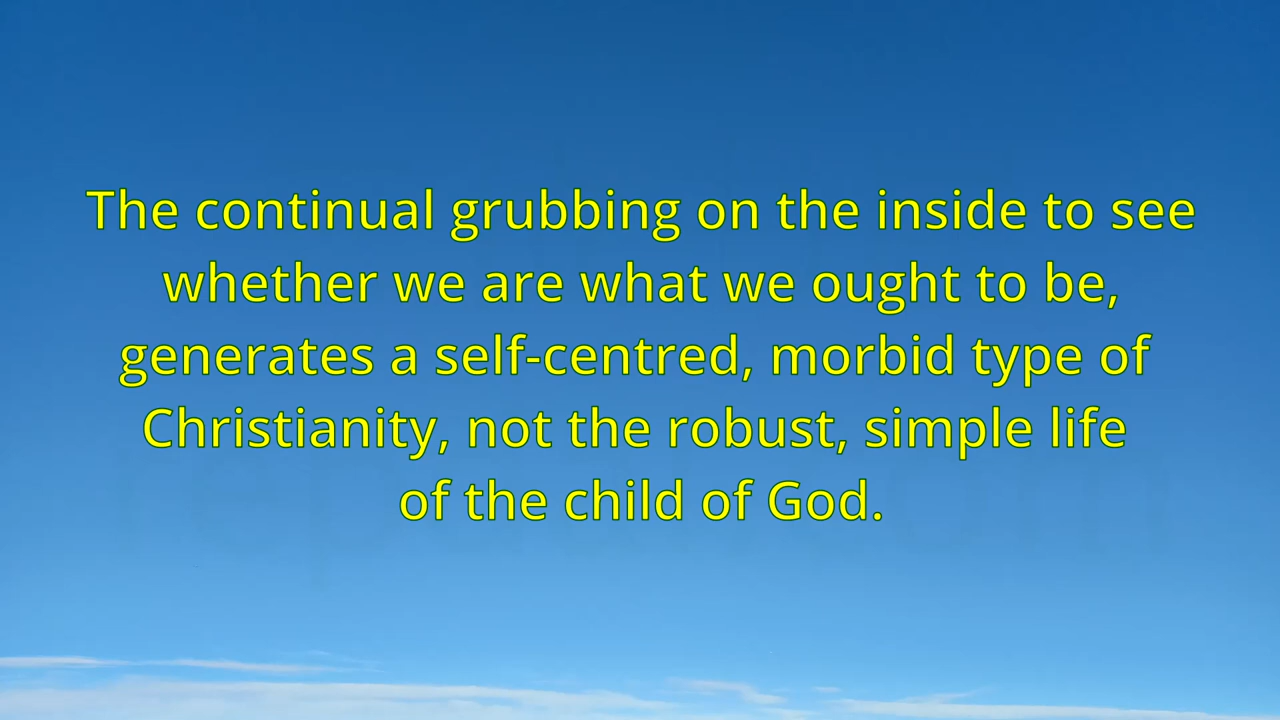 The continual grubbing on the inside to see
whether we are what we ought to be,
generates a self-centred, morbid type of
Christianity, not the robust, simple life
of the child of God.